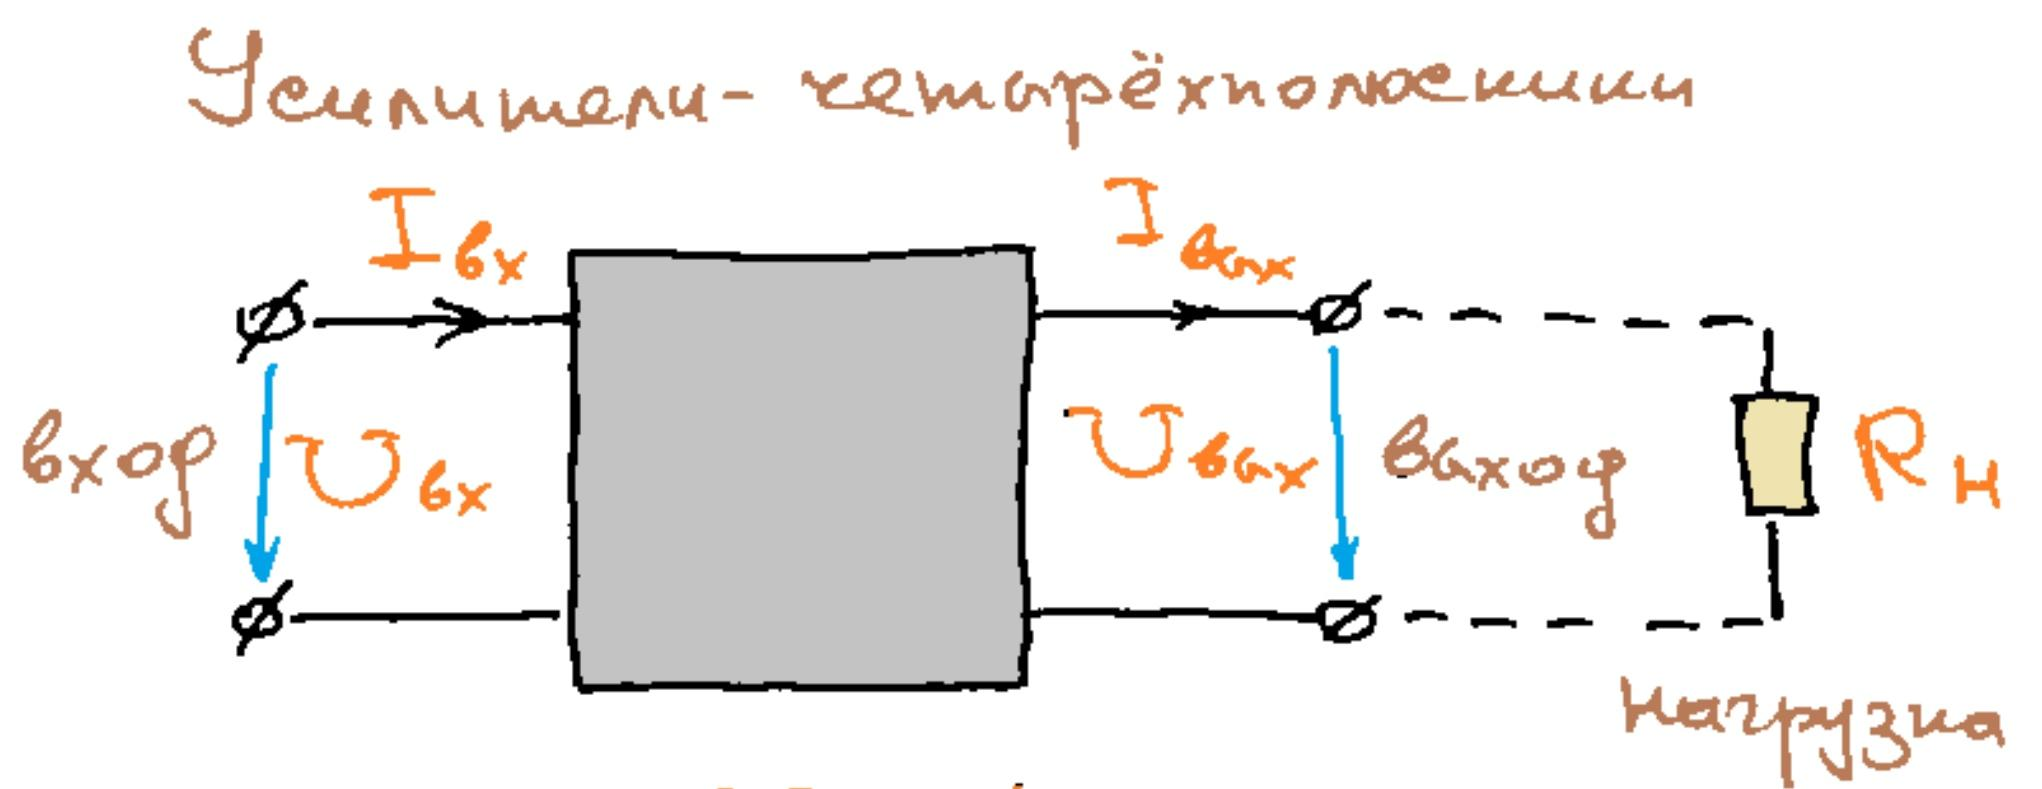 Усилители- четырёхполюсники
Iвх
Iвых
вход
Uвх
Uвых
выход
Rн
нагрузка